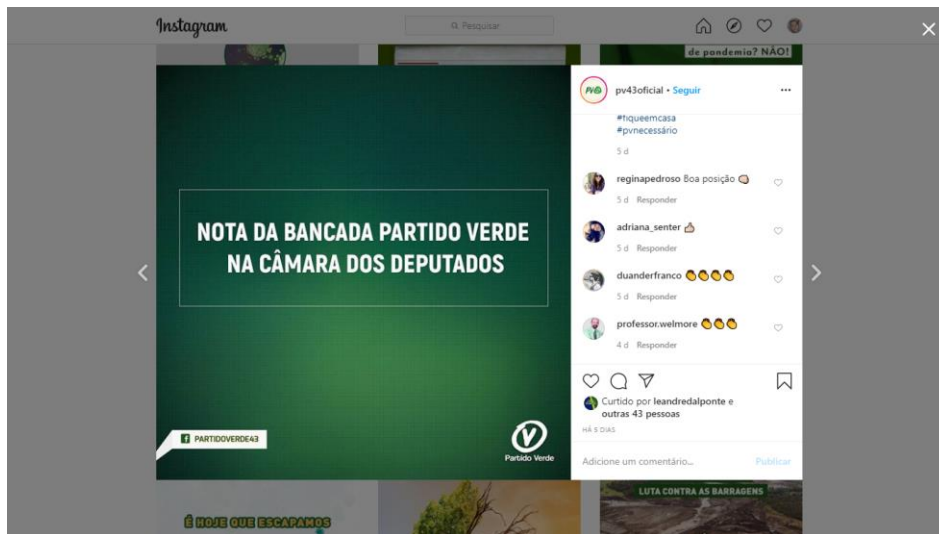 Instagram
Pesquisar
de pandemia? NÃO!
NOTA DA BANCADA PARTIDO VERDE
NA CÂMARA DOS DEPUTADOS
PARTIDOVERDE43
Partido Verde
pv43oficial • Seguir
#fiqueemcasa
#pvnecessário
5 d
reginapedroso Boa posição
5 d Responder
adriana_senter
5 d Responder
duanderfranco
5 d Responder
professor.welmore
4 d Responder
Curtido por leandredalponte e
outras 43 pessoas
HÁ 5 DIAS
Adicione um comentário... Publicar
É HOJE QUE ESCAPAMOS
LUTA CONTRA AS BARRAGENS